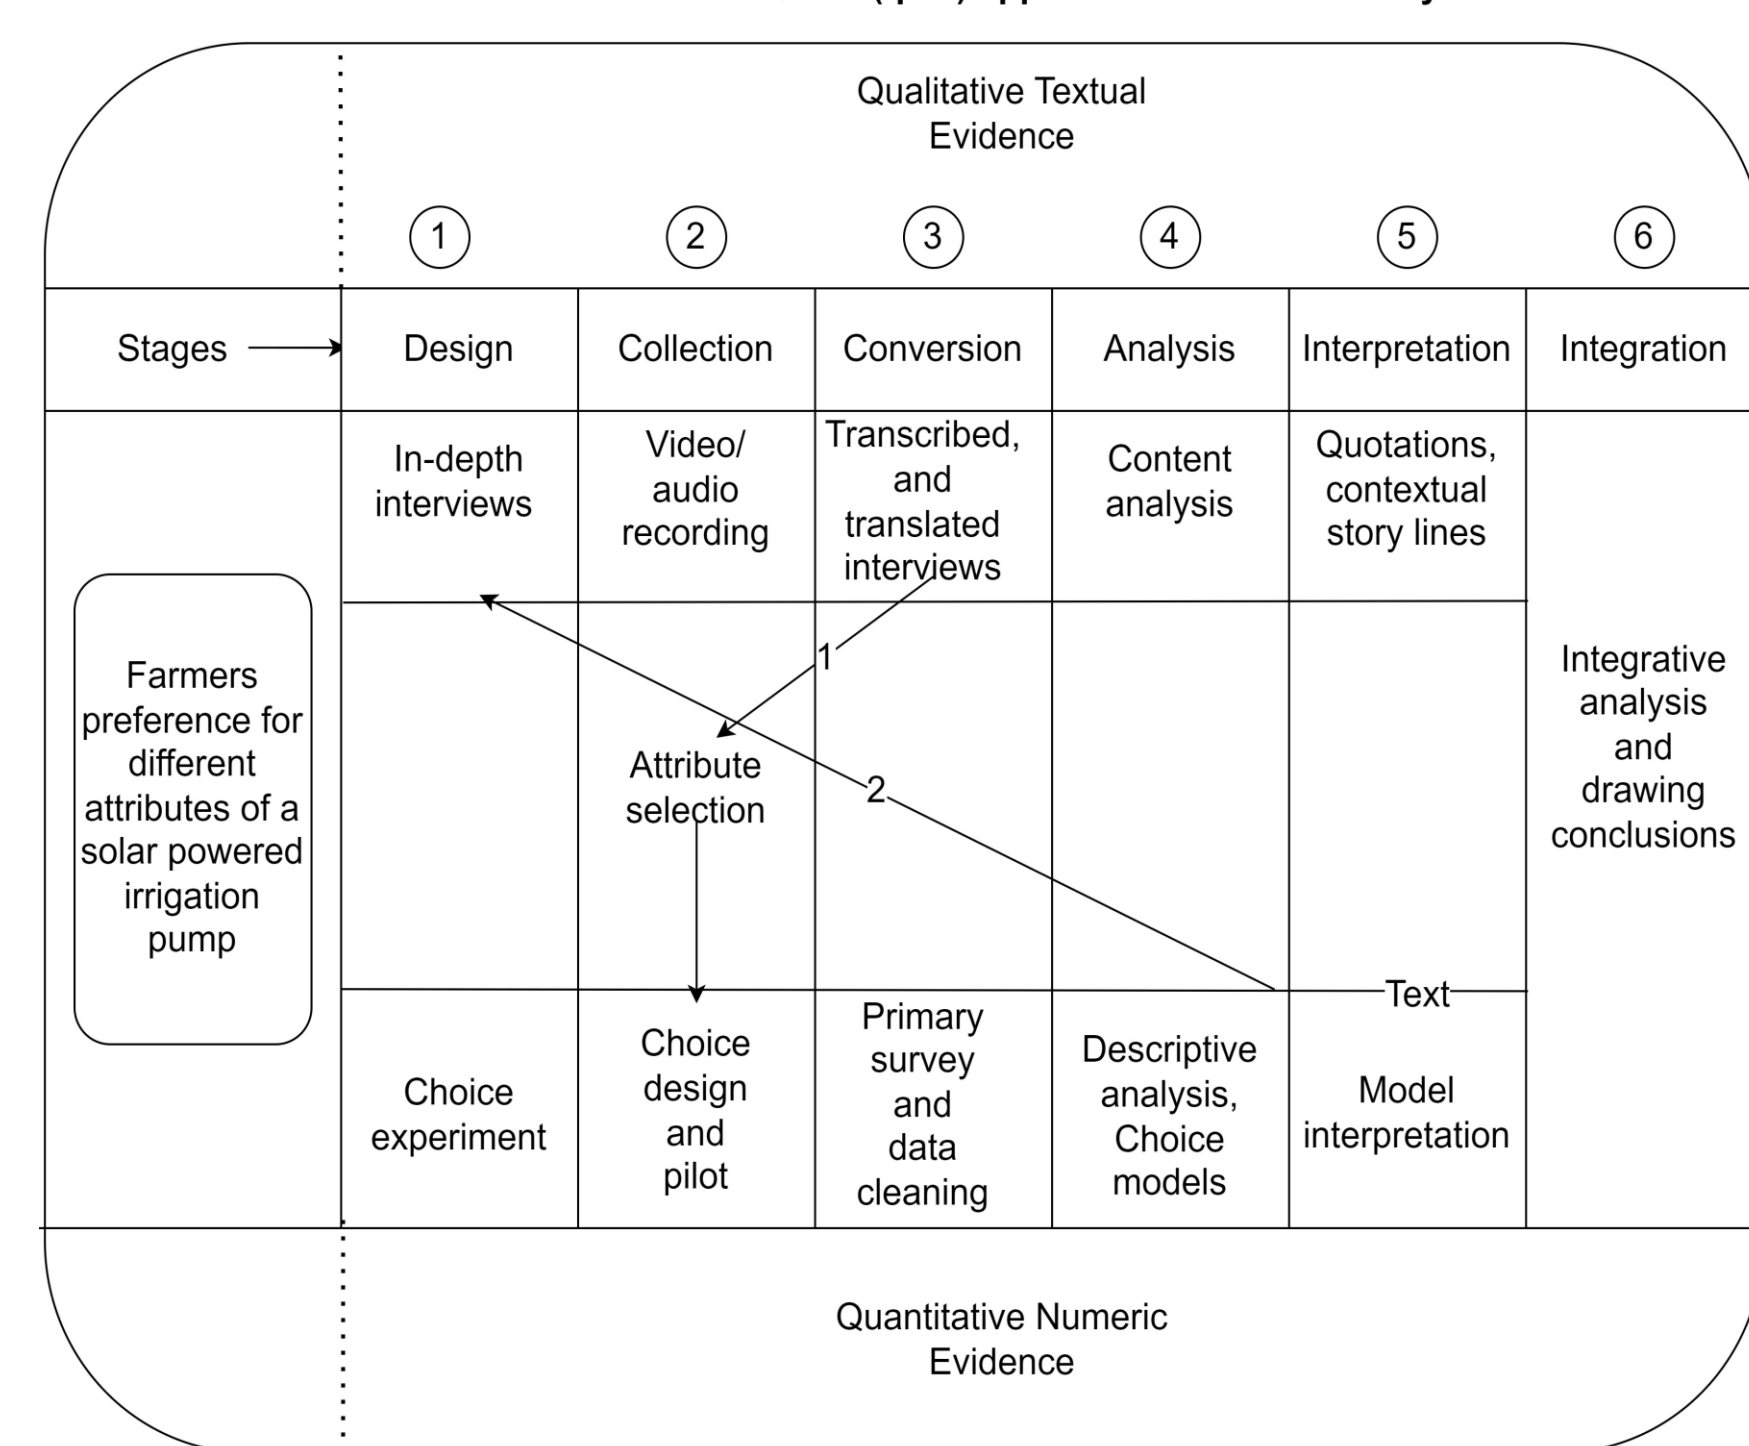 Qualitative Textual
Evidence
1
2
3
4
5
6
Stages
Design
Collection
Conversion
Analysis
Interpretation
Integration
In-depth
interviews
Video/
audio
recording
Transcribed,
and
translated
interviews
Content
analysis
Quotations,
contextual
story lines
Farmers
preference for
different
attributes of a
solar powered
irrigation
pump
1
2
Attribute
selection
Integrative
analysis
and
drawing
conclusions
Text
Choice
experiment
Choice
design
and
pilot
Primary
survey
and
data
cleaning
Descriptive
analysis,
Choice
models
Model
interpretation
Quantitative Numeric
Evidence